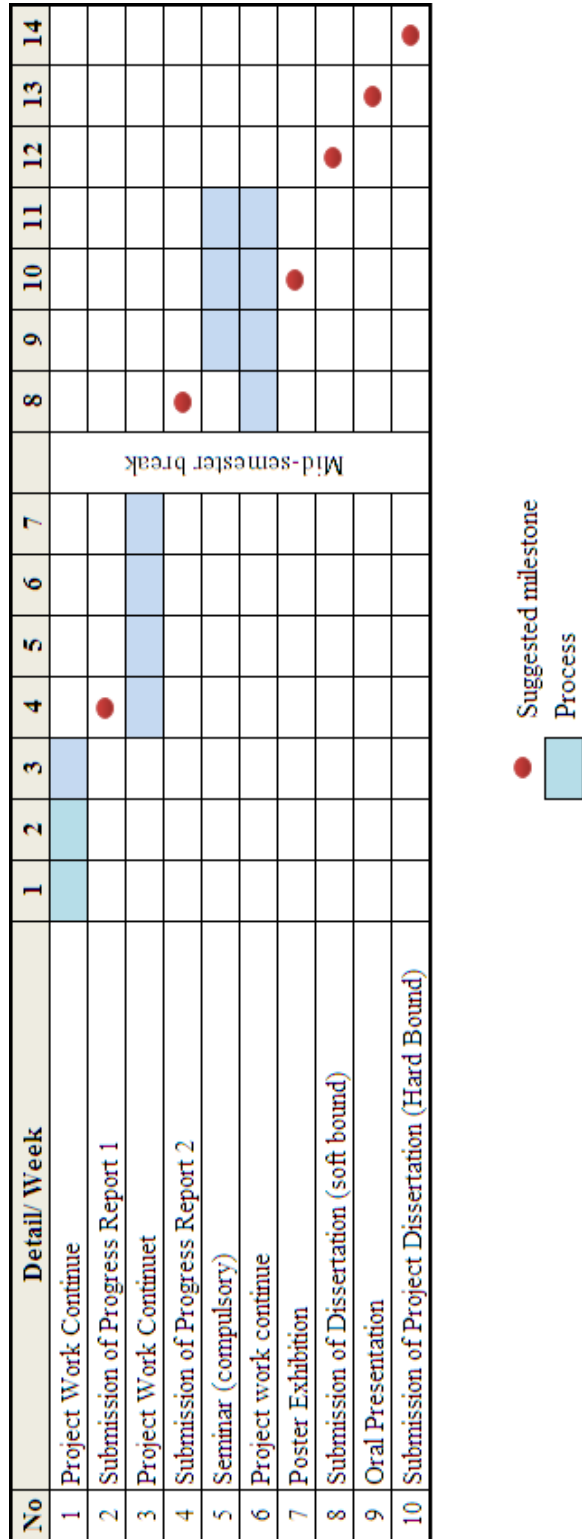 No Detail/ Week 1 2 3 4 5 6 7 8 9 10 11 12 13 14
1 Project Work Continue
2 Submission of Progress Report 1
3 Project Work Continuet
4 Submission of Progress Report 2
5 Seminar (compulsory)
6 Project work continue
7 Poster Exhibition
8 Submission of Dissertation (soft bound)
9 Oral Presentation
10 Submission of Project Dissertation (Hard Bound)
Mid-semester break
Suggested milestone
Process